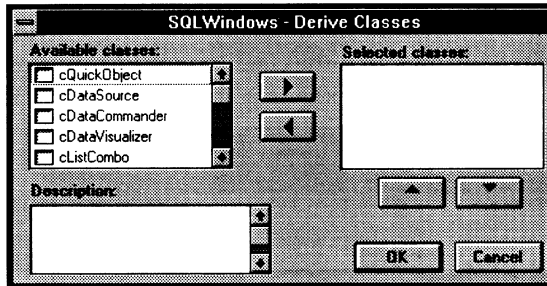 SQLWindows - Derive Classes
Available classes:
Selected classes:
cQuickObject
cDataSource
cDataCommander
cDataVisualizer
cListCombo
Description:
OK
Cancel